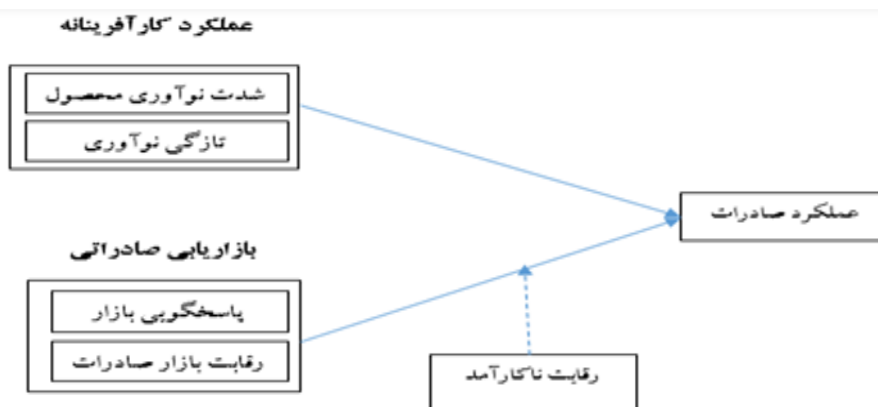 عملکرد کارآفرینانه
شدت نوآوری محصول
تازگی نوآوری
عملکرد صادرات
بازاریابی صادراتی
پاسخگویی بازار
رقابت بازار صادرات
رقابت ناکارآمد